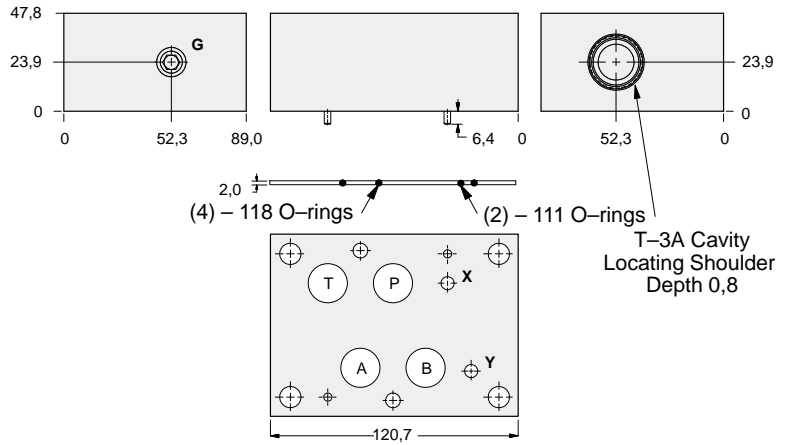 47,8
23,9
0
G
0
52,3
89,0
6,4
0
23,9
0
52,3
0
2,0
(4) – 118 O–rings
(2) – 111 O–rings
T–3A Cavity
Locating Shoulder
Depth 0,8
T
P
X
A
B
Y
120,7